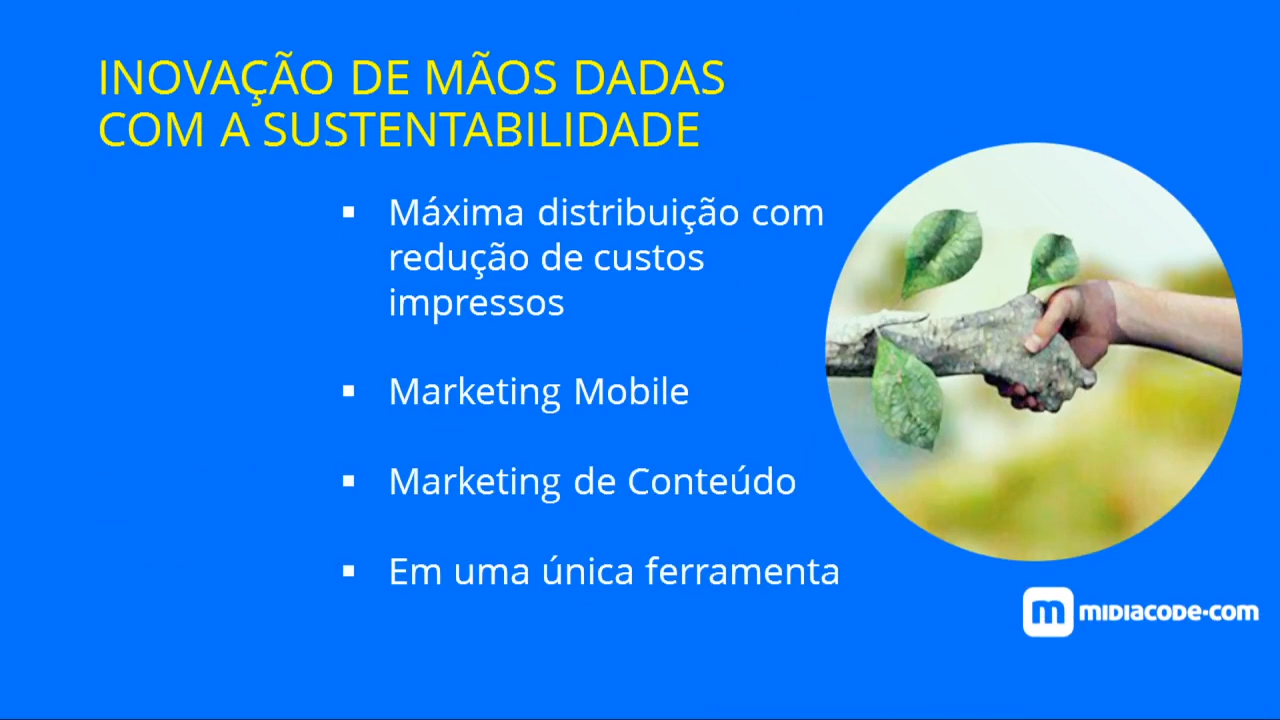 INOVAÇÃO DE MÃOS DADAS
COM A SUSTENTABILIDADE
▪ Máxima distribuição com
redução de custos
impressos
▪ Marketing Mobile
▪ Marketing de Conteúdo
▪ Em uma única ferramenta
m midiacode.com